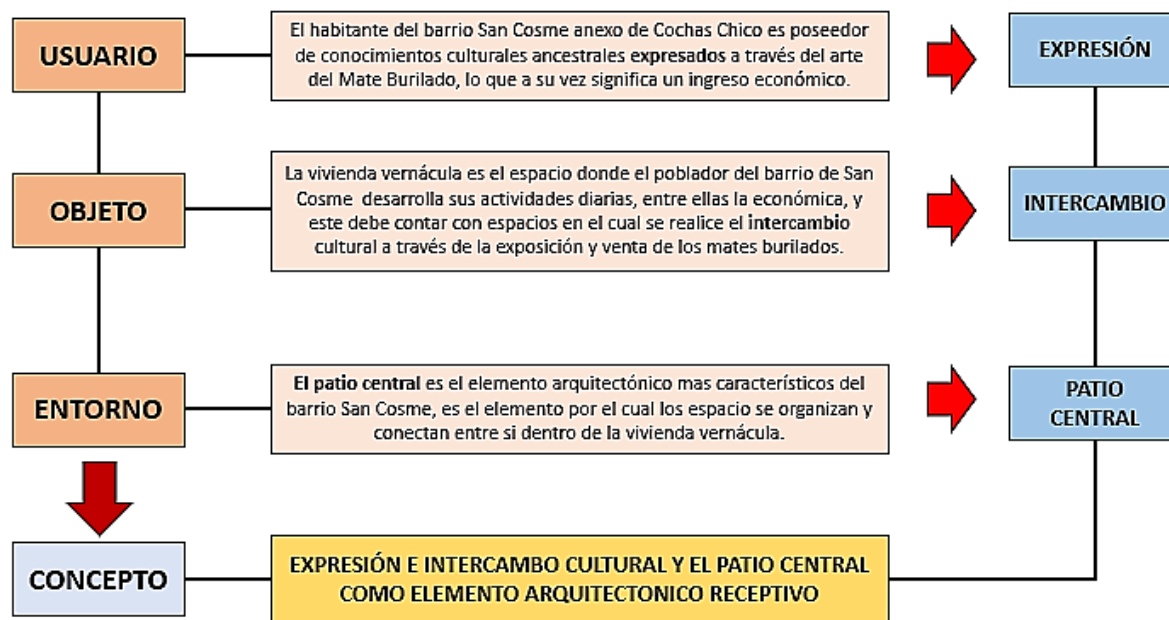 USUARIO
El habitante del barrio San Cosme anexo de Cochas Chico es poseedor
de conocimientos culturales ancestrales expresados a través del arte
del Mate Burilado, lo que a su vez significa un ingreso económico.
EXPRESIÓN
OBJETO
La vivienda vernácula es el espacio donde el poblador del barrio de San
Cosme desarrolla sus actividades diarias, entre ellas la económica, y
este debe contar con espacios en el cual se realice el intercambio
cultural a través de la exposición y venta de los mates burilados.
INTERCAMBIO
ENTORNO
El patio central es el elemento arquitectónico mas característicos del
barrio San Cosme, es el elemento por el cual los espacio se organizan y
conectan entre si dentro de la vivienda vernácula.
PATIO
CENTRAL
CONCEPTO
EXPRESIÓN E INTERCAMBO CULTURAL Y EL PATIO CENTRAL
COMO ELEMENTO ARQUITECTONICO RECEPTIVO